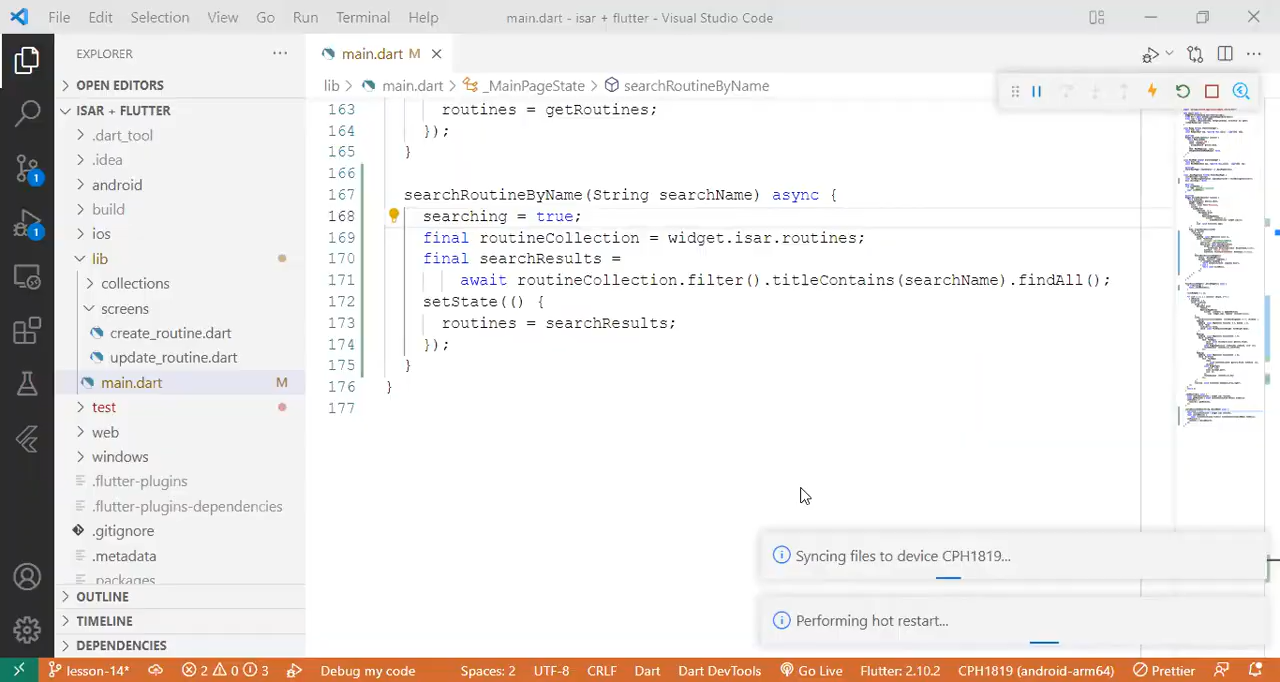 File Edit Selection View Go Run Terminal Help main.dart - isar + flutter - Visual Studio Code
EXPLORER
main.dart M
OPEN EDITORS
lib > main.dart > _MainPageState > searchRoutineByName
ISAR + FLUTTER
.dart_tool
.idea
android
build
ios
lib
collections
screens
create_routine.dart
update_routine.dart
main.dart M
test
web
windows
.flutter-plugins
.flutter-plugins-dependencies
.gitignore
.metadata
.packages
OUTLINE
TIMELINE
DEPENDENCIES
1
1
163 routines = getRoutines;
164 });
165 }
166
167 searchRoutineByName(String searchName) async {
168 searching = true;
169 final routineCollection = widget.isar.routines;
170 final searchResults =
171 await routineCollection.filter().titleContains(searchName).findAll();
172 setState(() {
173 routines = searchResults;
174 });
175 }
176 }
177
Syncing files to device CPH1819...
Performing hot restart...
lesson-14* 2 0 3 Debug my code Spaces: 2 UTF-8 CRLF Dart Dart DevTools Go Live Flutter: 2.10.2 CPH1819 (android-arm64) Prettier